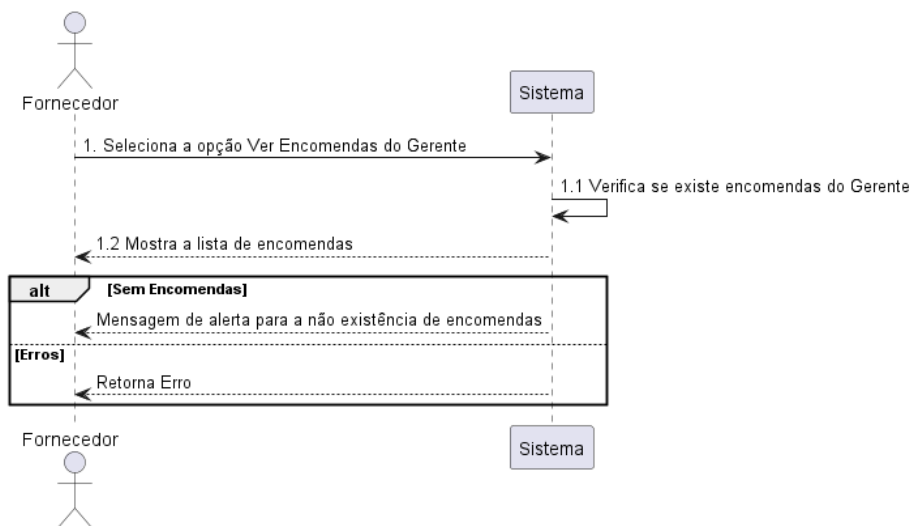 Fornecedor
Sistema
1. Seleciona a opção Ver Encomendas do Gerente
1.1 Verifica se existe encomendas do Gerente
1.2 Mostra a lista de encomendas
alt [Sem Encomendas]
Mensagem de alerta para a não existência de encomendas
[Erros]
Retorna Erro
Fornecedor
Sistema